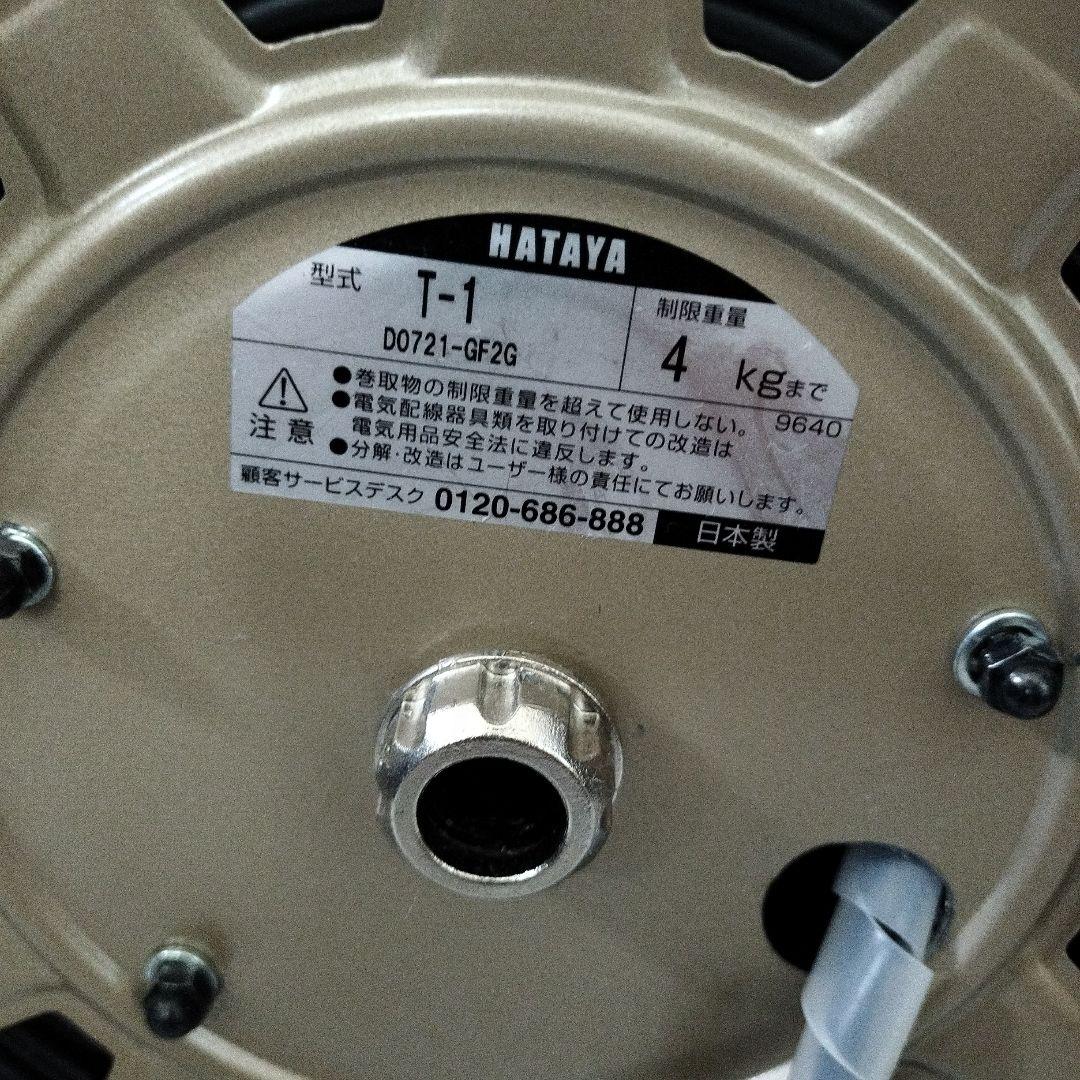 HATAYA
型式 T-1
D0721-GF2G
制限重量
4 kgまで
注意
●巻取物の制限重量を超えて使用しない。 9640
●電気配線器具類を取り付けての改造は
電気用品安全法に違反します。
●分解・改造はユーザー様の責任にてお願いします。
顧客サービスデスク 0120-686-888
日本製